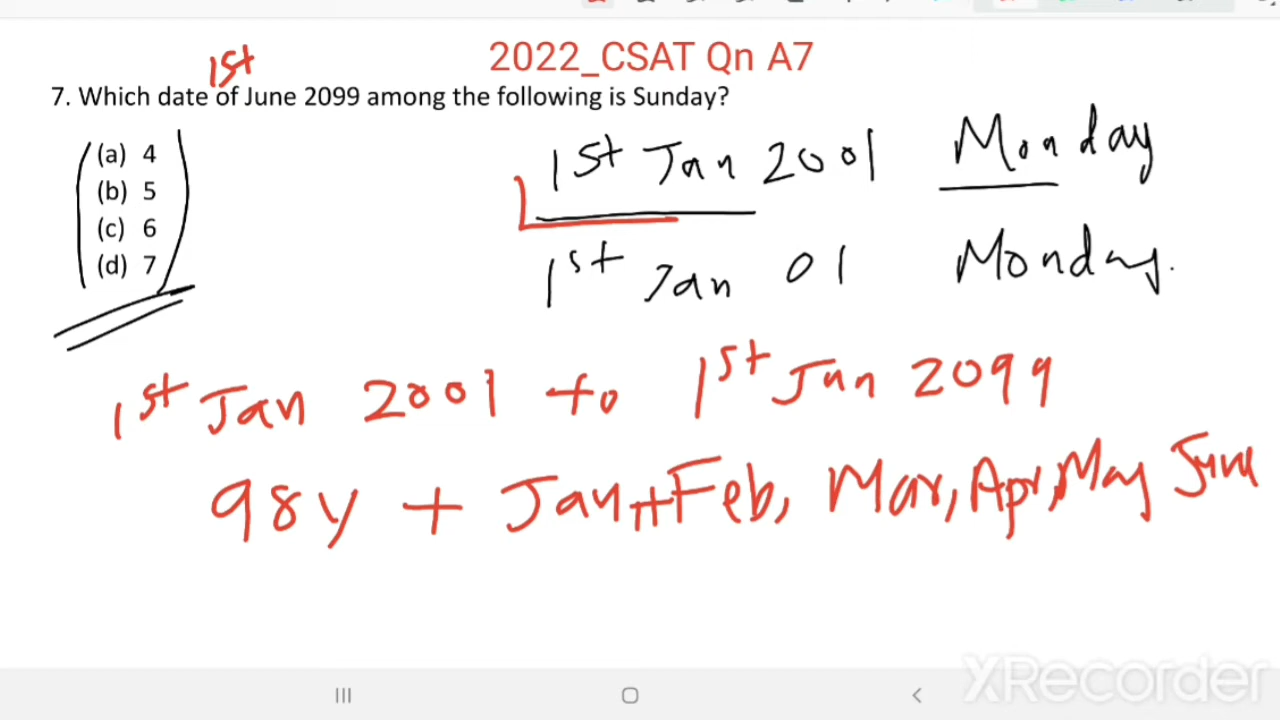 2022_CSAT Qn A7
1st
7. Which date of June 2099 among the following is Sunday?
(a) 4
(b) 5
(c) 6
(d) 7
1st Jan 2001 Monday
1st Jan 01 Monday.
1st Jan 2001 to 1st Jun 2099
98y + Jan++Feb, Mar, Apr, May June
XRecorder